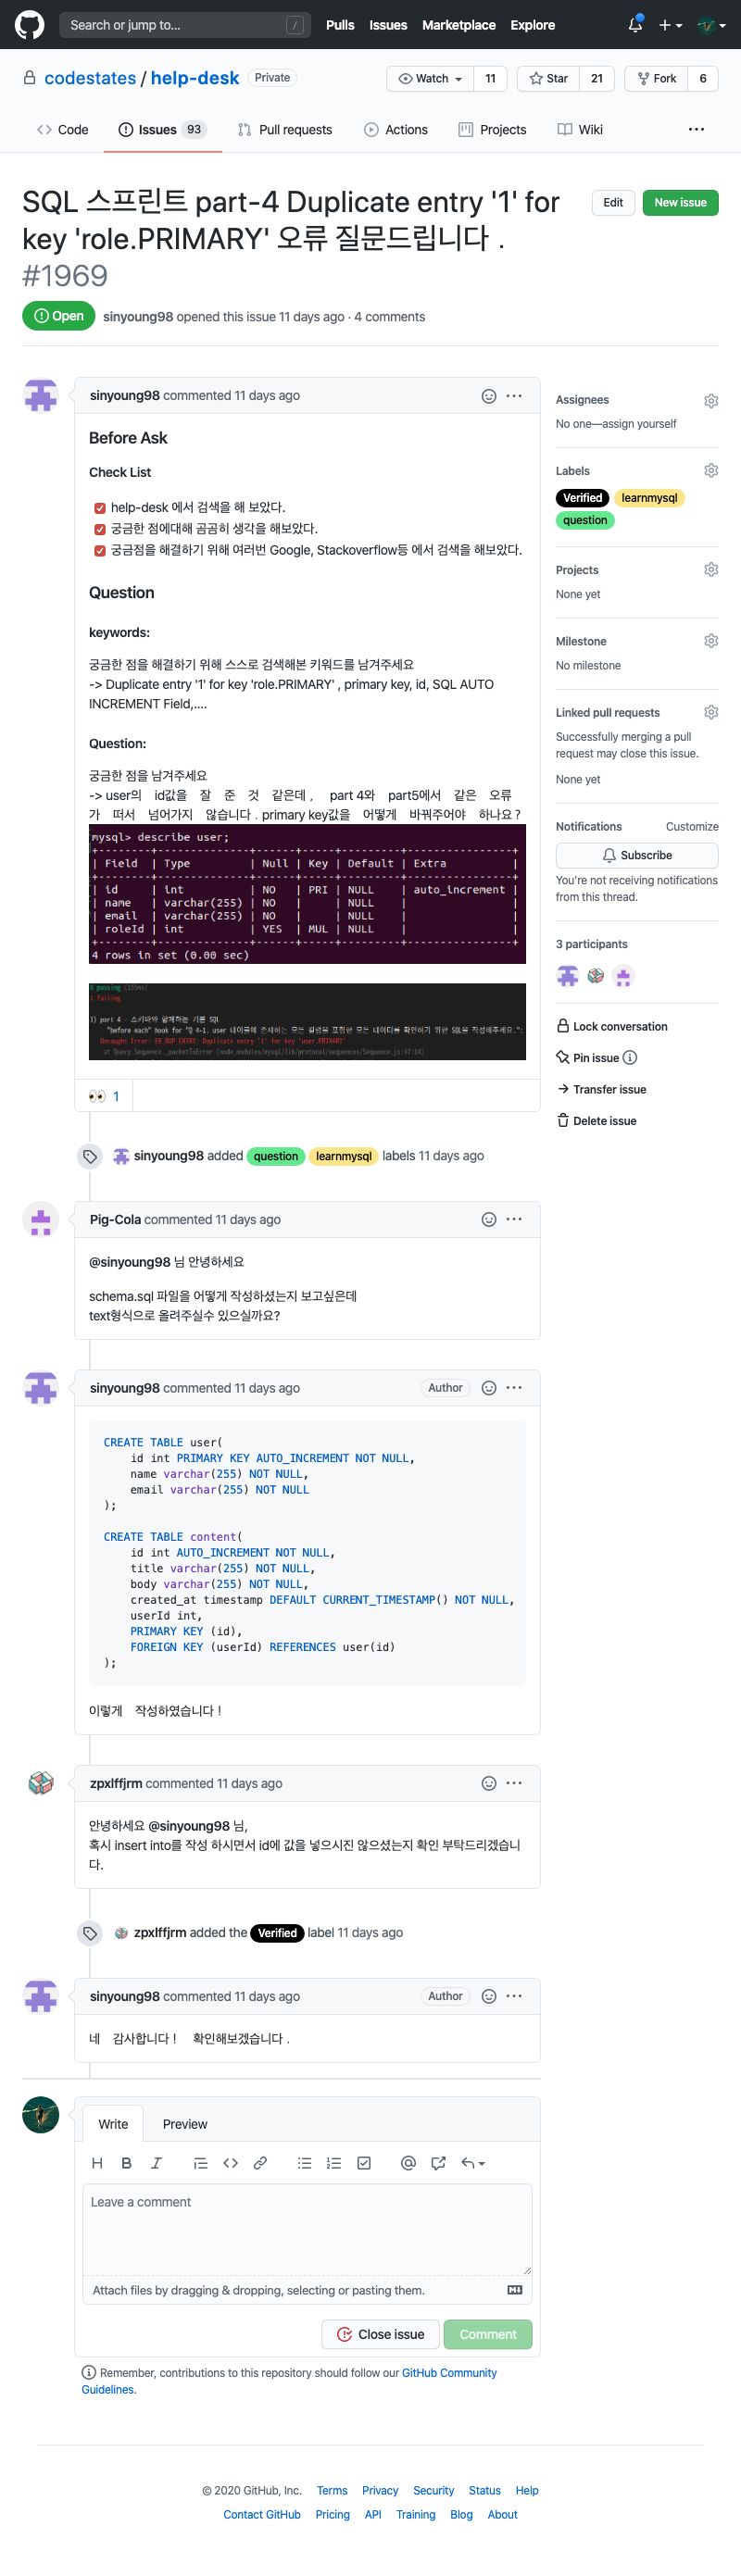 Search or jump to... /
Pulls Issues Marketplace Explore
codestates / help-desk Private
Watch 11 Star 21 Fork 6
Code Issues 93 Pull requests Actions Projects Wiki ...
SQL 스프린트 part-4 Duplicate entry '1' for
key 'role.PRIMARY' 오류 질문드립니다 .
#1969
Edit New issue
Open sinyoung98 opened this issue 11 days ago · 4 comments
sinyoung98 commented 11 days ago
Before Ask
Check List
help-desk 에서 검색을 해 보았다.
궁금한 점에대해 곰곰히 생각을 해보았다.
궁금점을 해결하기 위해 여러번 Google, Stackoverflow등 에서 검색을 해보았다.
Question
keywords:
궁금한 점을 해결하기 위해 스스로 검색해본 키워드를 남겨주세요
-> Duplicate entry '1' for key 'role.PRIMARY' , primary key, id, SQL AUTO
INCREMENT Field,....
Question:
궁금한 점을 남겨주세요
-> user의 id값을 잘 준 것 같은데 , part 4와 part5에서 같은 오류
가 떠서 넘어가지 않습니다 . primary key값을 어떻게 바꿔주어야 하나요 ?
mysql> describe user;
+--------+--------------+------+-----+---------+----------------+
| Field | Type | Null | Key | Default | Extra |
+--------+--------------+------+-----+---------+----------------+
| id | int | NO | PRI | NULL | auto_increment |
| name | varchar(255) | NO | | NULL | |
| email | varchar(255) | NO | | NULL | |
| roleId | int | YES | MUL | NULL | |
+--------+--------------+------+-----+---------+----------------+
4 rows in set (0.00 sec)
0 passing (155ms)
1 failing
1) part 4 - 스키마와 함께하는 기본 SQL
"before each" hook for "Q 4-1. user 테이블에 존재하는 모든 컬럼을 포함한 모든 데이터를 확인하기 위한 SQL을 작성해주세요.":
Uncaught Error: ER_DUP_ENTRY: Duplicate entry '1' for key 'user.PRIMARY'
at Query.Sequence._packetToError (node_modules/mysql/lib/protocol/sequences/Sequence.js:47:14)
👀 1
sinyoung98 added question learnmysql labels 11 days ago
Pig-Cola commented 11 days ago
@sinyoung98 님 안녕하세요
schema.sql 파일을 어떻게 작성하셨는지 보고싶은데
text형식으로 올려주실수 있으실까요?
sinyoung98 commented 11 days ago Author
CREATE TABLE user(
id int PRIMARY KEY AUTO_INCREMENT NOT NULL,
name varchar(255) NOT NULL,
email varchar(255) NOT NULL
);
CREATE TABLE content(
id int AUTO_INCREMENT NOT NULL,
title varchar(255) NOT NULL,
body varchar(255) NOT NULL,
created_at timestamp DEFAULT CURRENT_TIMESTAMP() NOT NULL,
userId int,
PRIMARY KEY (id),
FOREIGN KEY (userId) REFERENCES user(id)
);
이렇게 작성하였습니다 !
zpxlffjrm commented 11 days ago
안녕하세요 @sinyoung98 님,
혹시 insert into를 작성 하시면서 id에 값을 넣으시진 않으셨는지 확인 부탁드리겠습니
다.
zpxlffjrm added the Verified label 11 days ago
sinyoung98 commented 11 days ago Author
네 감사합니다 ! 확인해보겠습니다 .
Write Preview
Leave a comment
Attach files by dragging & dropping, selecting or pasting them.
Close issue Comment
Remember, contributions to this repository should follow our GitHub Community
Guidelines.
Assignees
No one—assign yourself
Labels
Verified learnmysql
question
Projects
None yet
Milestone
No milestone
Linked pull requests
Successfully merging a pull
request may close this issue.
None yet
Notifications Customize
Subscribe
You're not receiving notifications
from this thread.
3 participants
Lock conversation
Pin issue
Transfer issue
Delete issue
© 2020 GitHub, Inc. Terms Privacy Security Status Help
Contact GitHub Pricing API Training Blog About